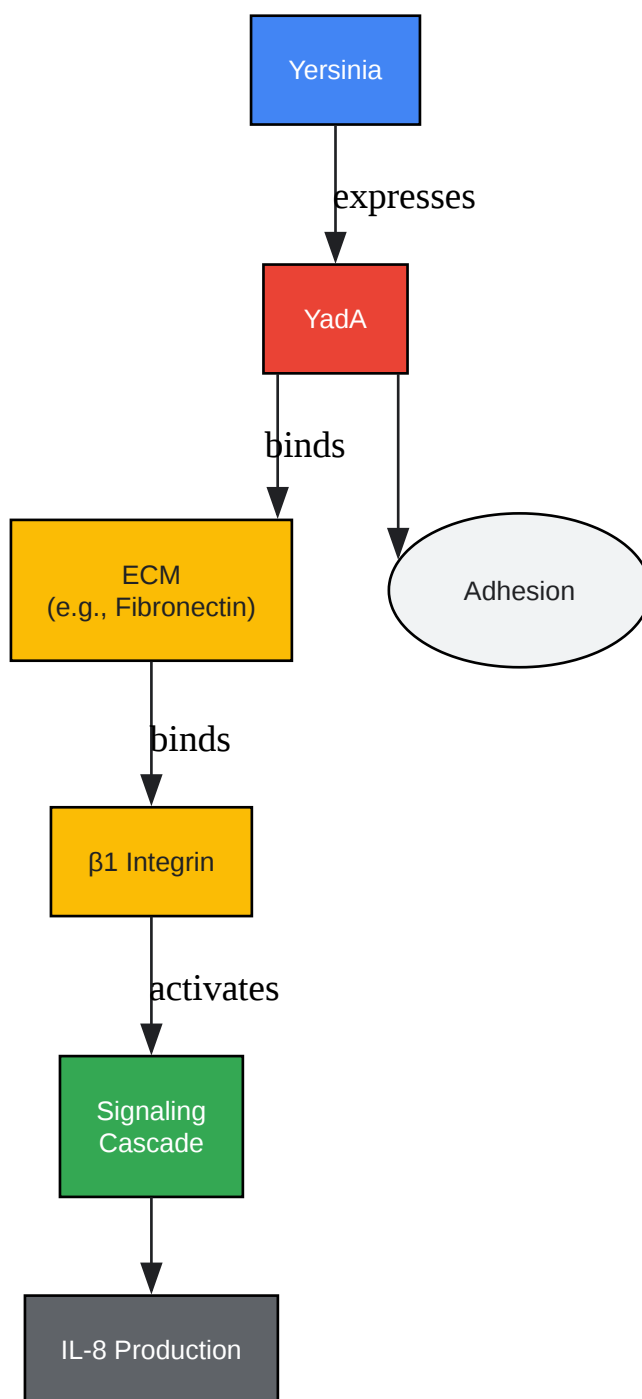 Yersinia
expresses
YadA
binds
ECM
(e.g., Fibronectin)
Adhesion
binds
β1 Integrin
activates
Signaling
Cascade
IL-8 Production